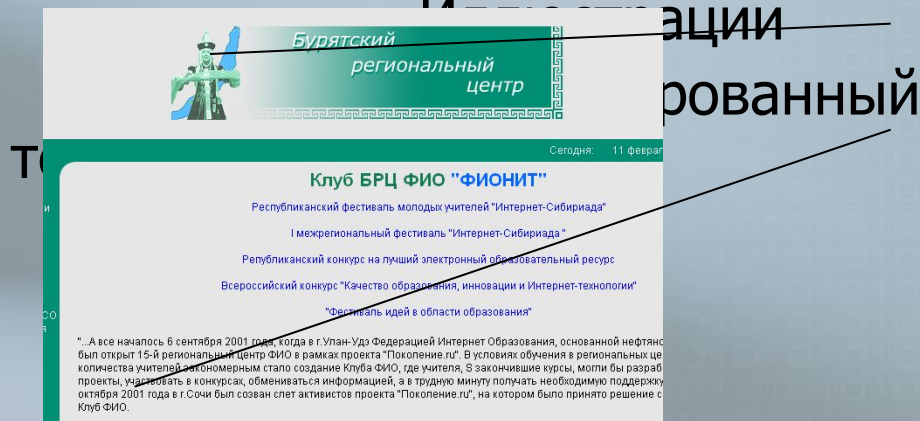 ации
рованный
т
Бурятский
региональный
центр
Сегодня: 11 феврал
Клуб БРЦ ФИО "ФИОНИТ"
и
Республиканский фестиваль молодых учителей "Интернет-Сибириада"
I межрегиональный фестиваль "Интернет-Сибириада "
Републиканский конкурс на лучший электронный образовательный ресурс
Всероссийский конкурс "Качество образования, инновации и Интернет-технологии"
со
"Фестиваль идей в области образования"
я
"...А все началось 6 сентября 2001 года, когда в г.Улан-Удэ Федерацией Интернет Образования, основанной нефтяно
был открыт 15-й региональный центр ФИО в рамках проекта "Поколение.ru". В условиях обучения в региональных це
количества учителей закономерным стало создание Клуба ФИО, где учителя, S закончившие курсы, могли бы разраб
проекты, участвовать в конкурсах, обмениваться информацией, а в трудную минуту получать необходимую поддержку
октября 2001 года в г.Сочи был созван слет активистов проекта "Поколение.ru", на котором было принято решение с
Клуб ФИО.